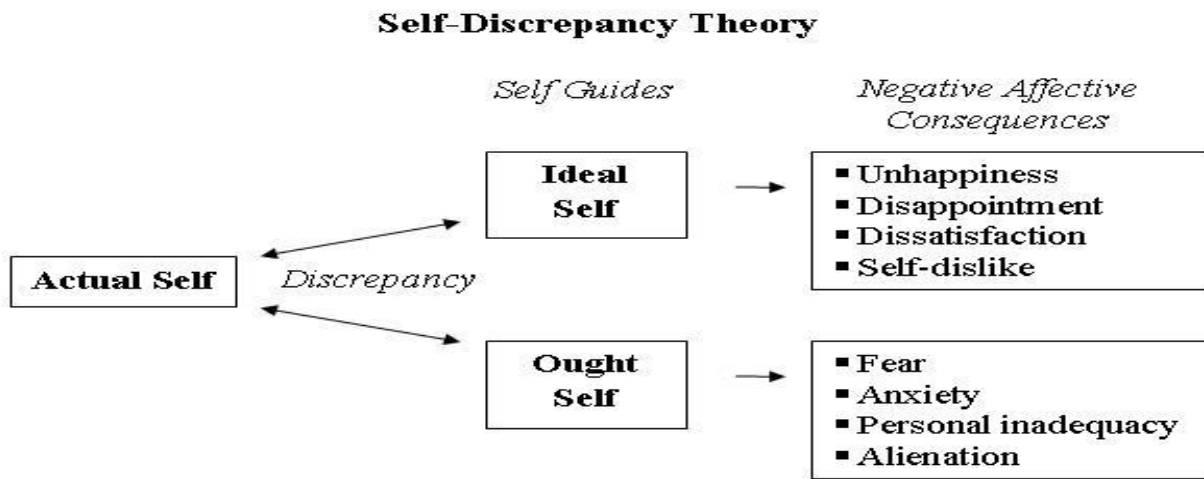 Self-Discrepancy Theory
Self Guides
Negative Affective
Consequences
Ideal
Self
▪ Unhappiness
▪ Disappointment
▪ Dissatisfaction
▪ Self-dislike
Actual Self
Discrepancy
Ought
Self
▪ Fear
▪ Anxiety
▪ Personal inadequacy
▪ Alienation